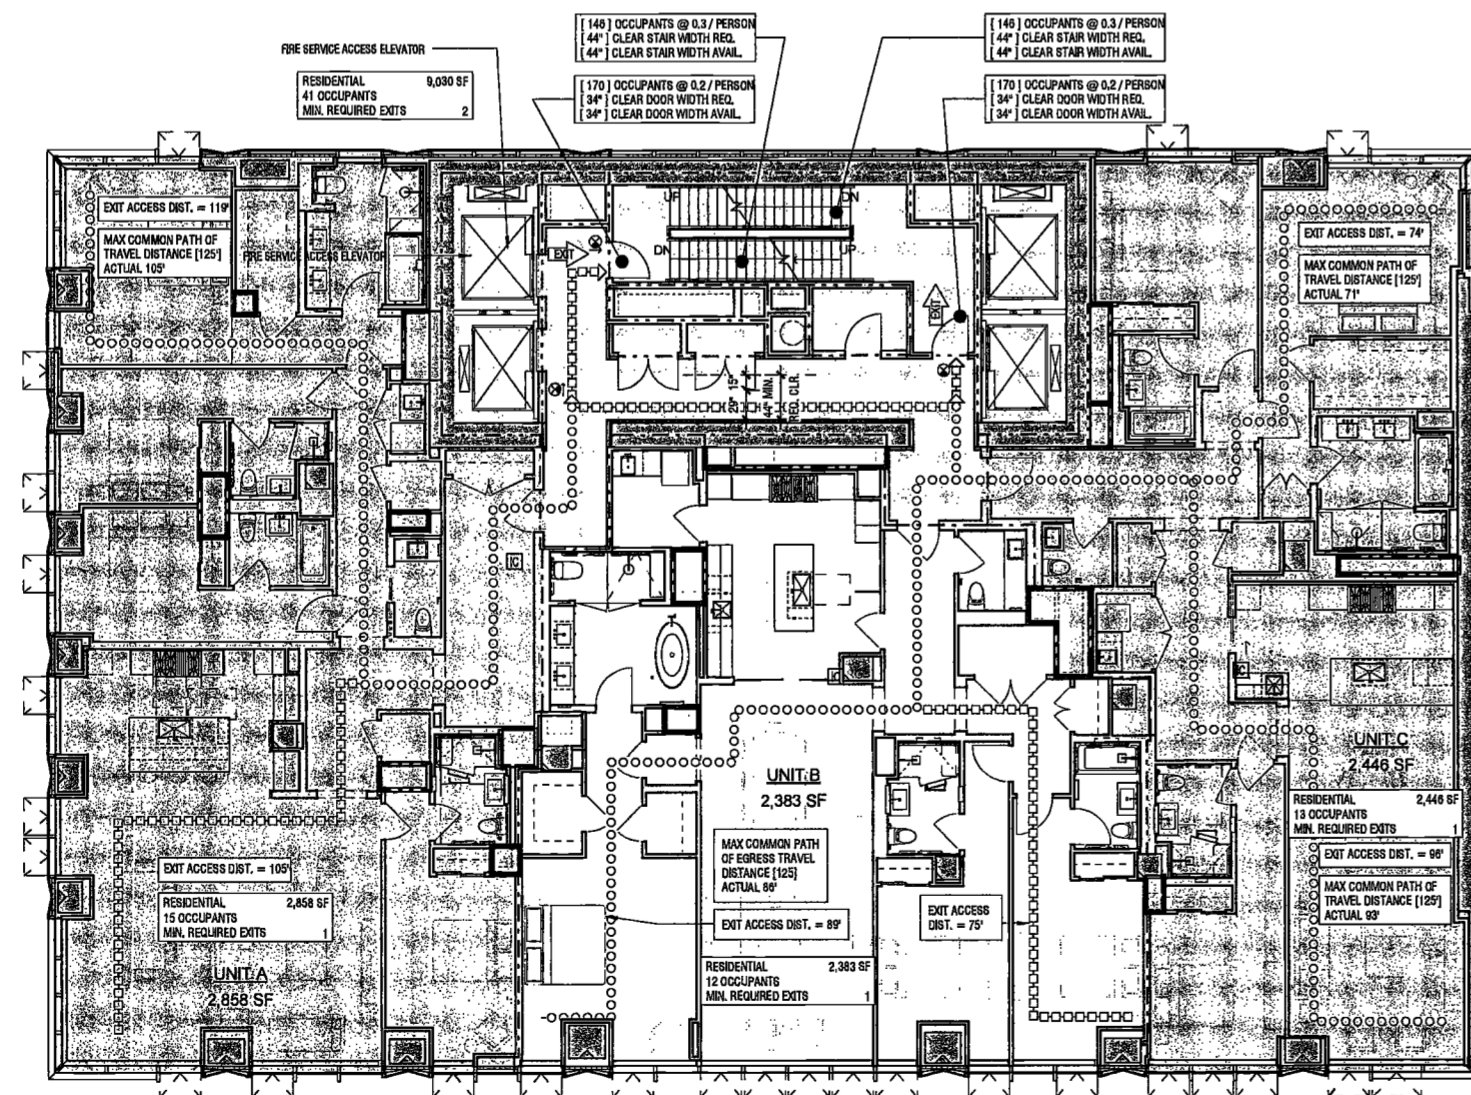 [ 146 ] OCCUPANTS @ 0.3 / PERSON
[ 44" ] CLEAR STAIR WIDTH REQ.
[ 44" ] CLEAR STAIR WIDTH AVAIL.
[ 146 ] OCCUPANTS @ 0.3 / PERSON
[ 44" ] CLEAR STAIR WIDTH REQ.
[ 44" ] CLEAR STAIR WIDTH AVAIL.
FIRE SERVICE ACCESS ELEVATOR
RESIDENTIAL 9,030 SF
41 OCCUPANTS
MIN. REQUIRED EXITS 2
[ 170 ] OCCUPANTS @ 0.2 / PERSON
[ 34" ] CLEAR DOOR WIDTH REQ.
[ 34" ] CLEAR DOOR WIDTH AVAIL.
[ 170 ] OCCUPANTS @ 0.2 / PERSON
[ 34" ] CLEAR DOOR WIDTH REQ.
[ 34" ] CLEAR DOOR WIDTH AVAIL.
UP
DN
EXIT ACCESS DIST. = 119'
MAX COMMON PATH OF
TRAVEL DISTANCE [125']
ACTUAL 105'
FIRE SERVICE ACCESS ELEVATOR
EXIT
DN
UP
EXIT
EXIT ACCESS DIST. = 74'
MAX COMMON PATH OF
TRAVEL DISTANCE [125']
ACTUAL 71'
29"
15"
44" MIN.
REQ. CLR.
IC
UNIT B
2,383 SF
UNIT C
2,446 SF
RESIDENTIAL 2,446 SF
13 OCCUPANTS
MIN. REQUIRED EXITS 1
MAX COMMON PATH
OF EGRESS TRAVEL
DISTANCE [125]
ACTUAL 86'
EXIT ACCESS DIST. = 96'
EXIT ACCESS DIST. = 105'
MAX COMMON PATH OF
TRAVEL DISTANCE [125']
ACTUAL 93'
RESIDENTIAL 2,858 SF
15 OCCUPANTS
MIN. REQUIRED EXITS 1
EXIT ACCESS DIST. = 89'
EXIT ACCESS
DIST. = 75'
RESIDENTIAL 2,383 SF
12 OCCUPANTS
MIN. REQUIRED EXITS 1
UNIT A
2,858 SF